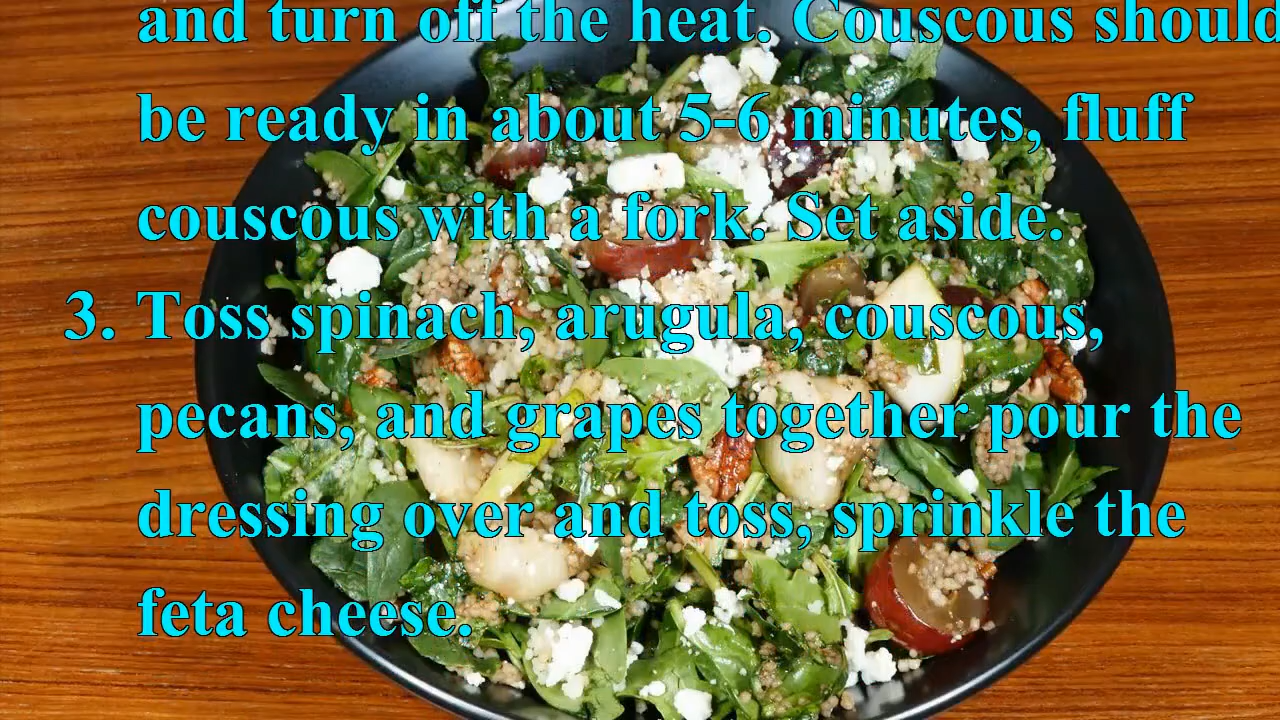 and turn off the heat. Couscous should
be ready in about 5-6 minutes, fluff
couscous with a fork. Set aside.
3. Toss spinach, arugula, couscous,
pecans, and grapes together pour the
dressing over and toss, sprinkle the
feta cheese.